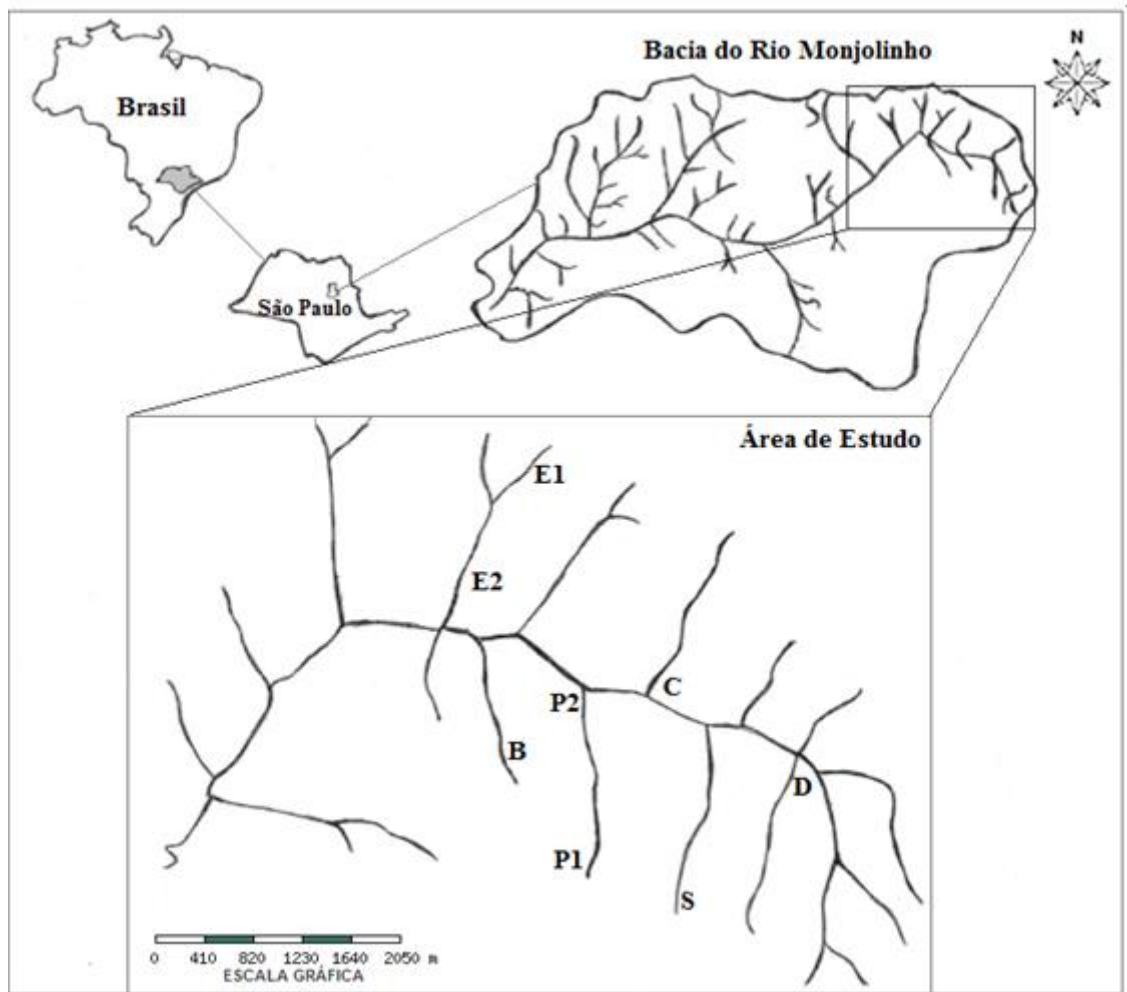 Bacia do Rio Monjolinho
N
Brasil
São Paulo
Área de Estudo
E1
E2
C
P2
B
D
P1
S
0 410 820 1230 1640 2050 m
ESCALA GRÁFICA